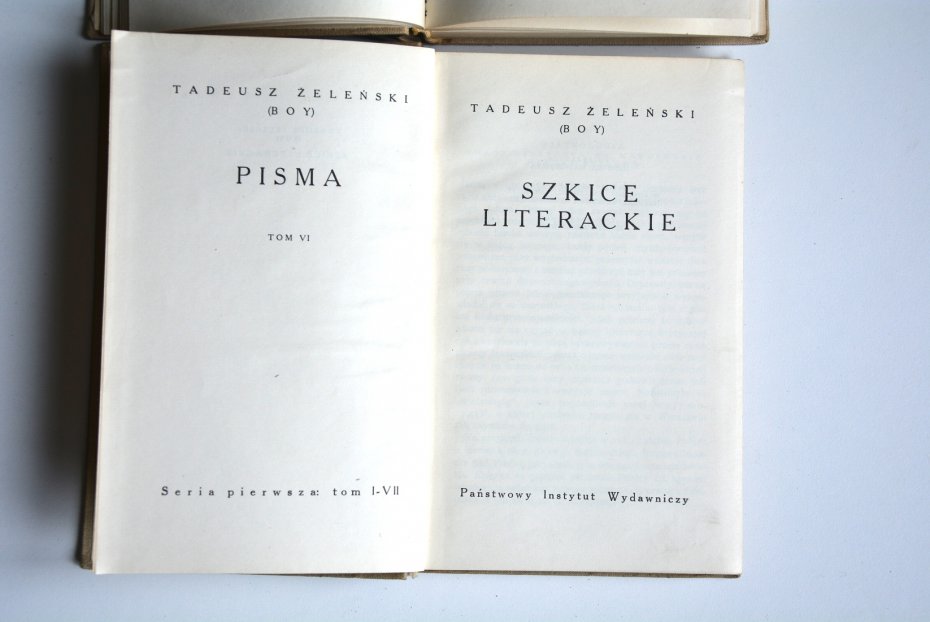 TADEUSZ ŻELEŃSKI
(BOY)
PISMA
TOM VI
Seria pierwsza: tom I-VII
TADEUSZ ŻELEŃSKI
(BOY)
SZKICE
LITERACKIE
Państwowy Instytut Wydawniczy